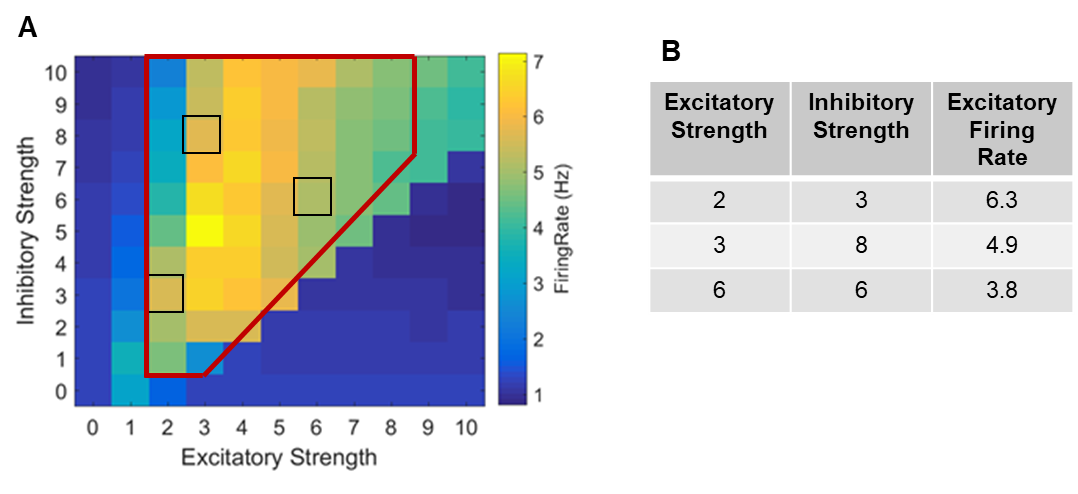 A
10
9
8
7
6
5
4
3
2
1
0
Inhibitory Strength
0 1 2 3 4 5 6 7 8 9 10
Excitatory Strength
7
6
5
4
3
2
1
FiringRate (Hz)
B
Excitatory Strength
Inhibitory Strength
Excitatory Firing Rate
2 3 6.3
3 8 4.9
6 6 3.8